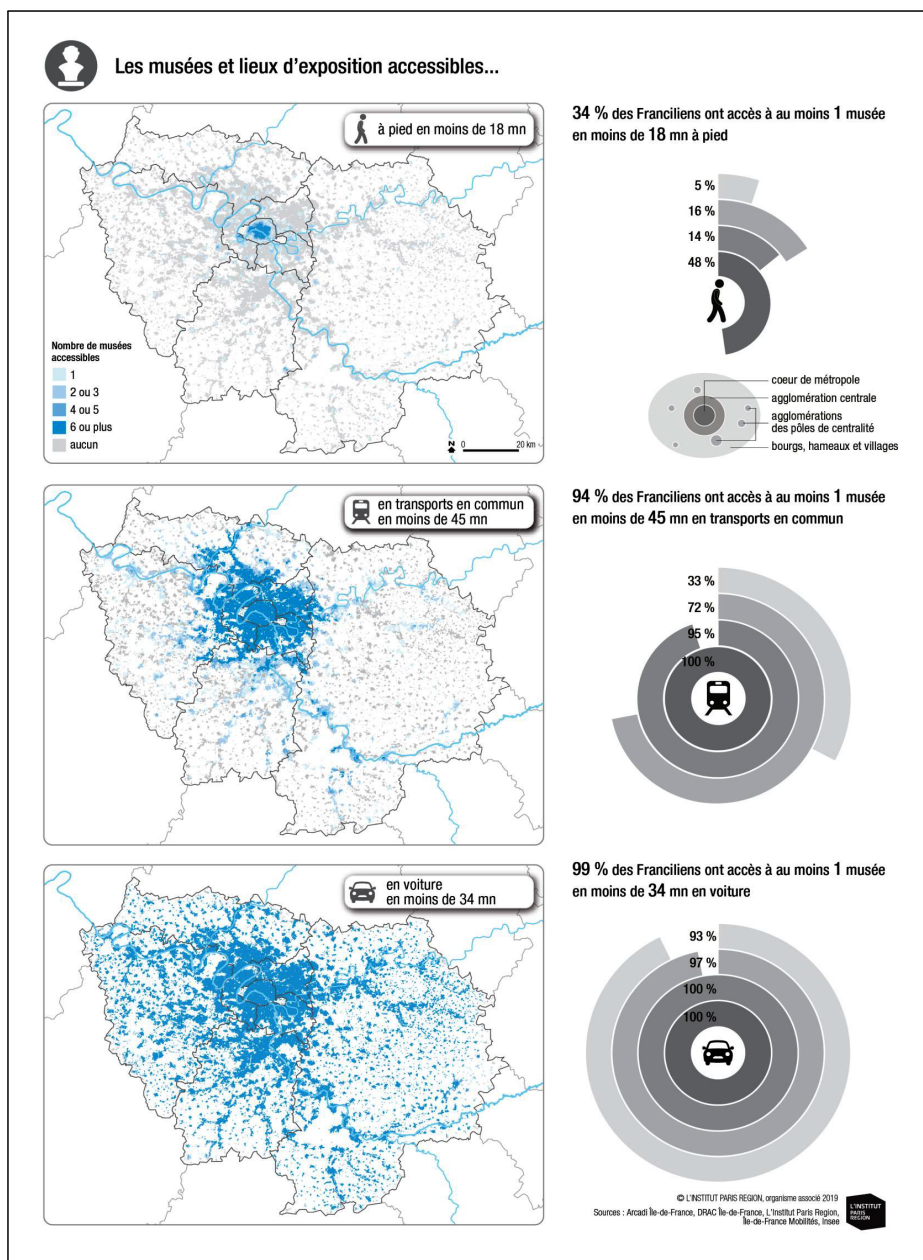 Les musées et lieux d'exposition accessibles...
à pied en moins de 18 mn
Nombre de musées
accessibles
1
2 ou 3
4 ou 5
6 ou plus
aucun
N
0 20 km
34 % des Franciliens ont accès à au moins 1 musée
en moins de 18 mn à pied
5 %
16 %
14 %
48 %
coeur de métropole
agglomération centrale
agglomérations
des pôles de centralité
bourgs, hameaux et villages
en transports en commun
en moins de 45 mn
94 % des Franciliens ont accès à au moins 1 musée
en moins de 45 mn en transports en commun
33 %
72 %
95 %
100 %
en voiture
en moins de 34 mn
99 % des Franciliens ont accès à au moins 1 musée
en moins de 34 mn en voiture
93 %
97 %
100 %
100 %
© L'INSTITUT PARIS REGION, organisme associé 2019
Sources : Arcadi Île-de-France, DRAC Île-de-France, L'Institut Paris Region,
Île-de-France Mobilités, Insee
L'INSTITUT
PARIS
REGION